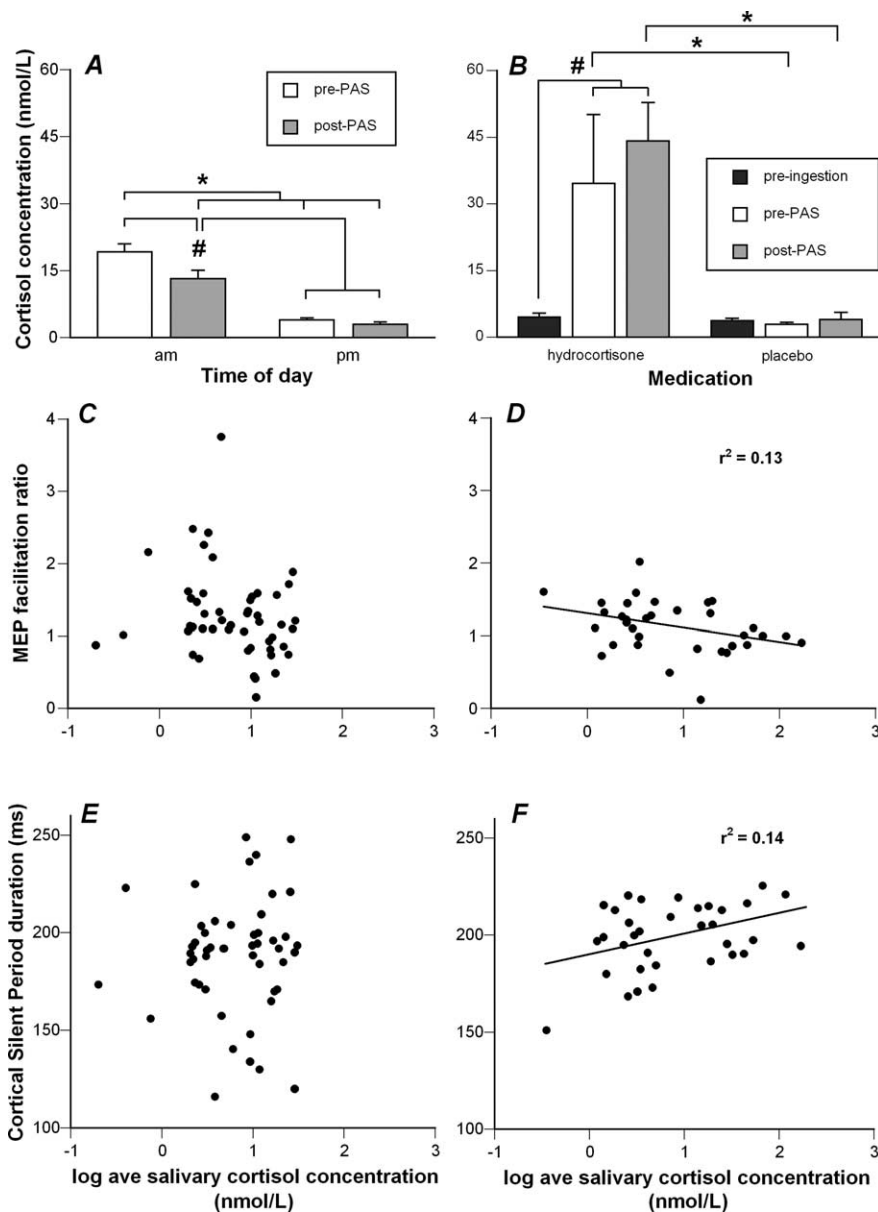 A
B
Cortisol concentration (nmol/L)
60
45
30
15
0
pre-PAS
post-PAS
*
#
am
pm
Time of day
60
45
30
15
0
#
*
*
pre-ingestion
pre-PAS
post-PAS
hydrocortisone
placebo
Medication
C
D
MEP facilitation ratio
4
3
2
1
0
-1
0
1
2
3
4
3
2
1
0
r² = 0.13
-1
0
1
2
3
E
F
Cortical Silent Period duration (ms)
250
200
150
100
-1
0
1
2
3
log ave salivary cortisol concentration
(nmol/L)
250
200
150
100
r² = 0.14
-1
0
1
2
3
log ave salivary cortisol concentration
(nmol/L)